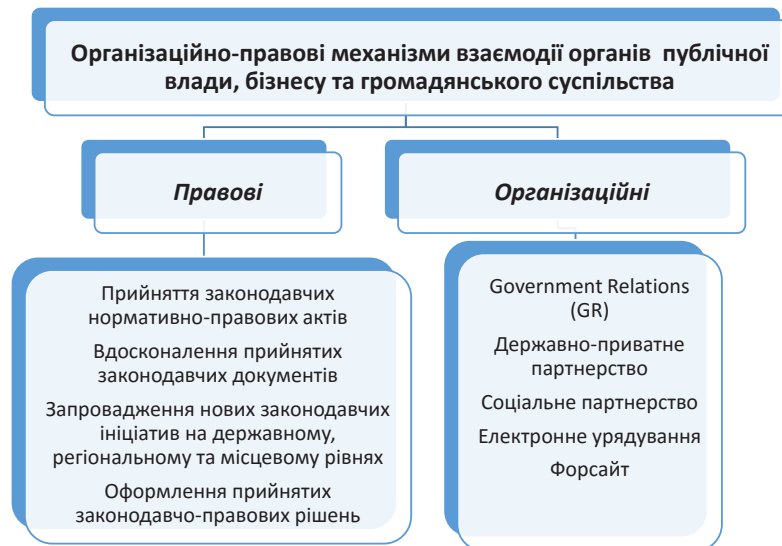 Організаційно-правові механізми взаємодії органів публічної
влади, бізнесу та громадянського суспільства
Правові
Організаційні
Прийняття законодавчих
нормативно-правових актів
Вдосконалення прийнятих
законодавчих документів
Запровадження нових законодавчих
ініціатив на державному,
регіональному та місцевому рівнях
Оформлення прийнятих
законодавчо-правових рішень
Government Relations
(GR)
Державно-приватне
партнерство
Соціальне партнерство
Електронне урядування
Форсайт